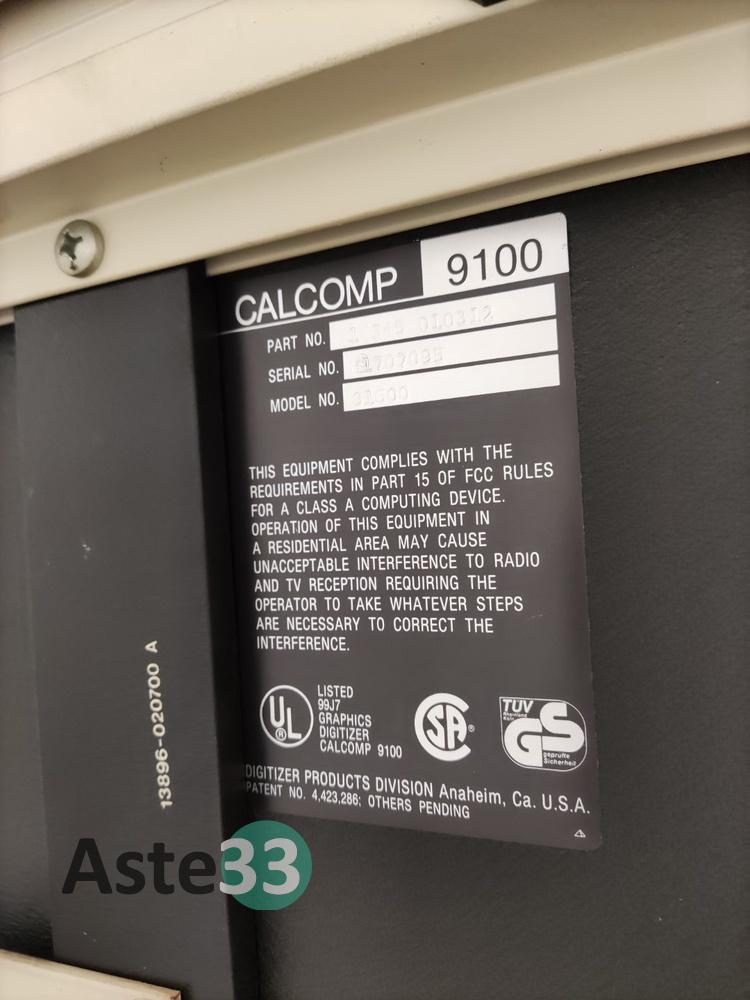 CALCOMP 9100
PART NO.
SERIAL NO.
MODEL NO.
THIS EQUIPMENT COMPLIES WITH THE
REQUIREMENTS IN PART 15 OF FCC RULES
FOR A CLASS A COMPUTING DEVICE.
OPERATION OF THIS EQUIPMENT IN
A RESIDENTIAL AREA MAY CAUSE
UNACCEPTABLE INTERFERENCE TO RADIO
AND TV RECEPTION REQUIRING THE
OPERATOR TO TAKE WHATEVER STEPS
ARE NECESSARY TO CORRECT THE
INTERFERENCE.
UL ®
LISTED
99J7
GRAPHICS
DIGITIZER
CALCOMP 9100
SA ®
TUV
Rheinland
Köln
GS
geprüfte
Sicherheit
DIGITIZER PRODUCTS DIVISION Anaheim, Ca. U.S.A.
PATENT NO. 4,423,286; OTHERS PENDING
13896-020700 A
Aste33